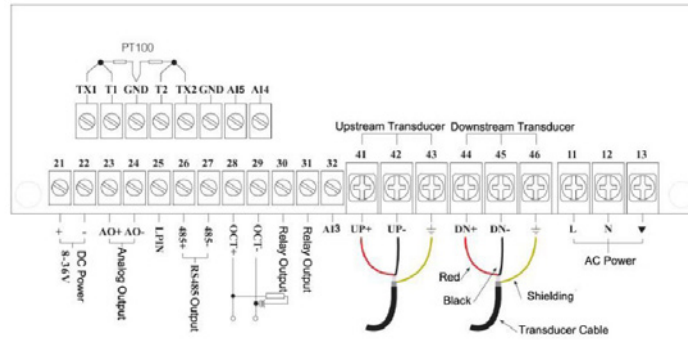 PT100
TX1 T1 GND T2 TX2 GND AI5 AI4
Upstream Transducer Downstream Transducer
21 22 23 24 25 26 27 28 29 30 31 32 41 42 43 44 45 46 11 12 13
+ - AO+ AO- LPIN 485+ 485- OCT+ OCT- Relay Output Relay Output AI3 UP+ UP- DN+ DN- L N
DC Power
8-36V
Analog Output
RS485 Output
AC Power
Red
Black
Shielding
Transducer Cable